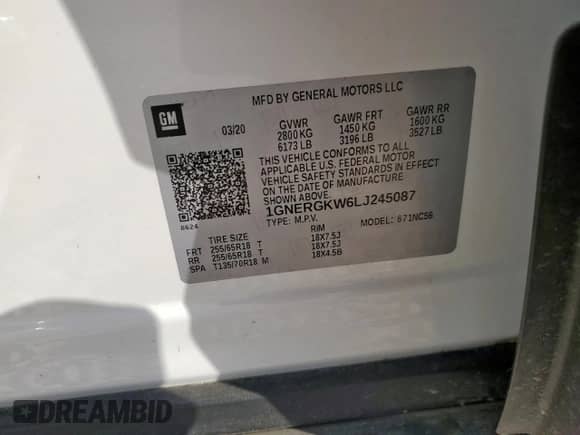 MFD BY GENERAL MOTORS LLC
GM
03/20
GVWR
2800 KG
6173 LB
GAWR FRT
1450 KG
3196 LB
GAWR RR
1600 KG
3527 LB
THIS VEHICLE CONFORMS TO ALL
APPLICABLE U.S. FEDERAL MOTOR
VEHICLE SAFETY STANDARDS IN EFFECT
ON THE DATE OF MANUFACTURE
SHOWN ABOVE.
1GNERGKW6LJ245087
TYPE: M.P.V. MODEL: 671NC56
8624
TIRE SIZE RIM
FRT 255/65R18 T 18X7.5J
RR 255/65R18 T 18X7.5J
SPA T135/70R18 M 18X4.5B
DREAMBID